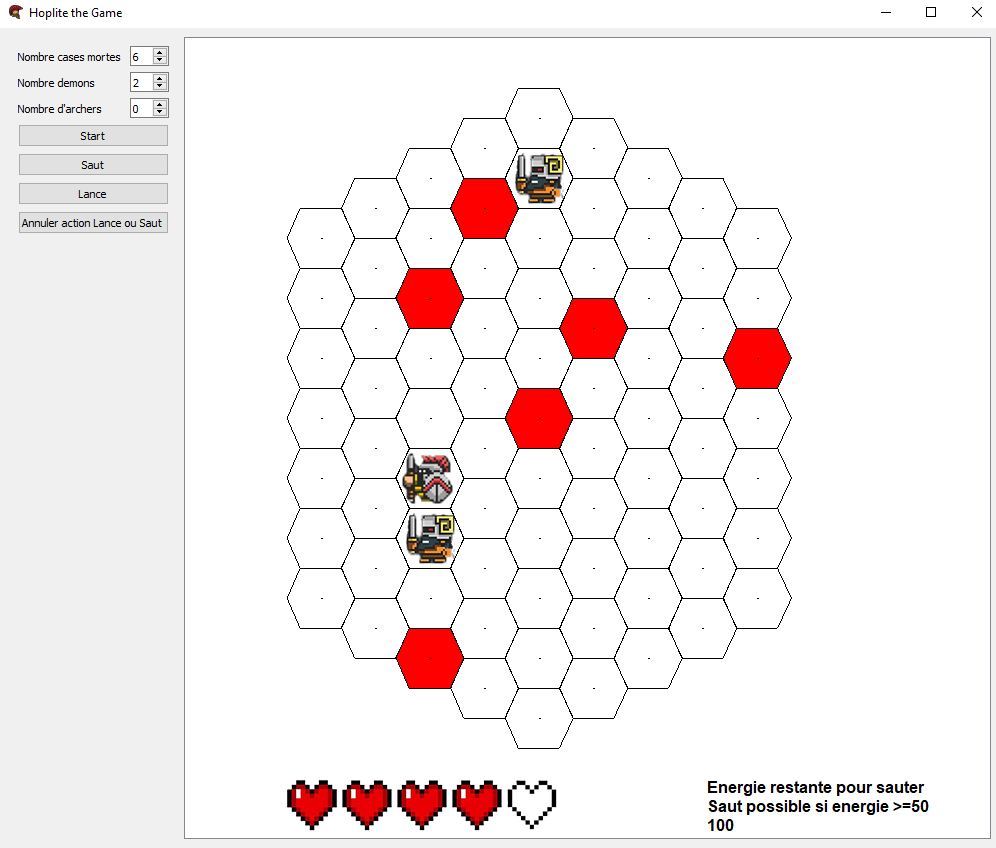 Hoplite the Game
Nombre cases mortes 6
Nombre demons 2
Nombre d'archers 0
Start
Saut
Lance
Annuler action Lance ou Saut
Energie restante pour sauter
Saut possible si energie >=50
100